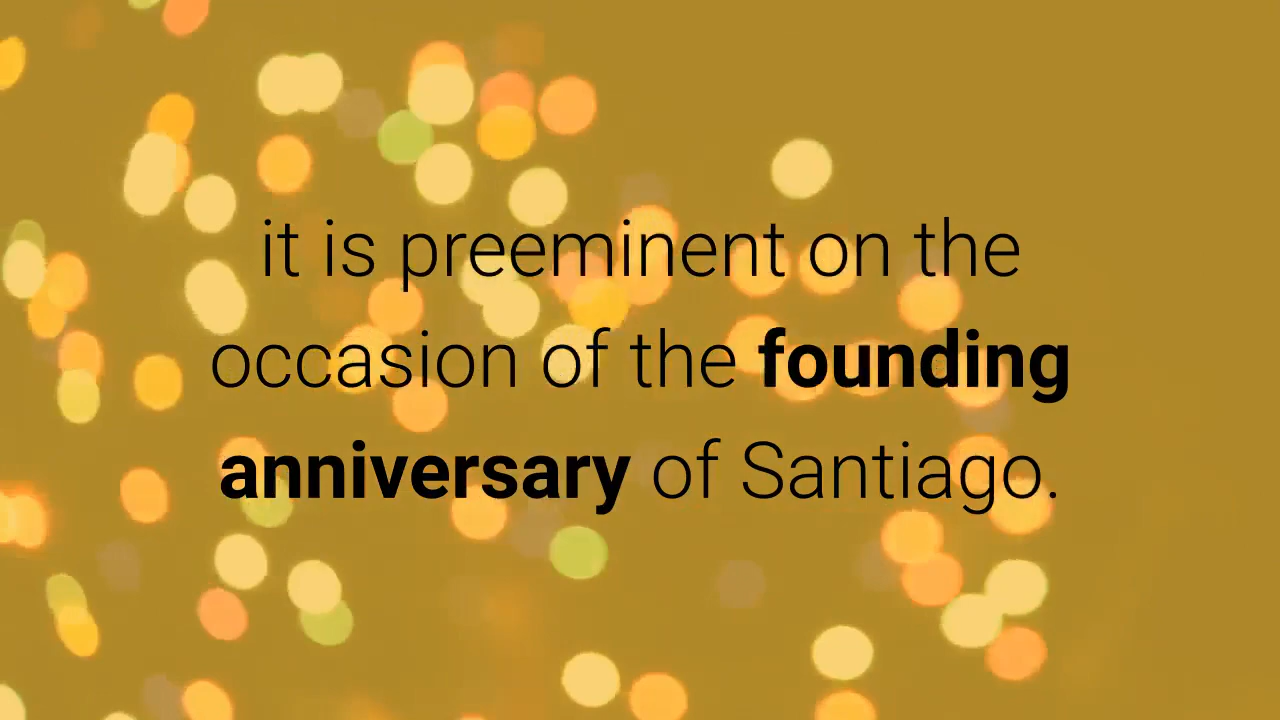 it is preeminent on the
occasion of the founding
anniversary of Santiago.